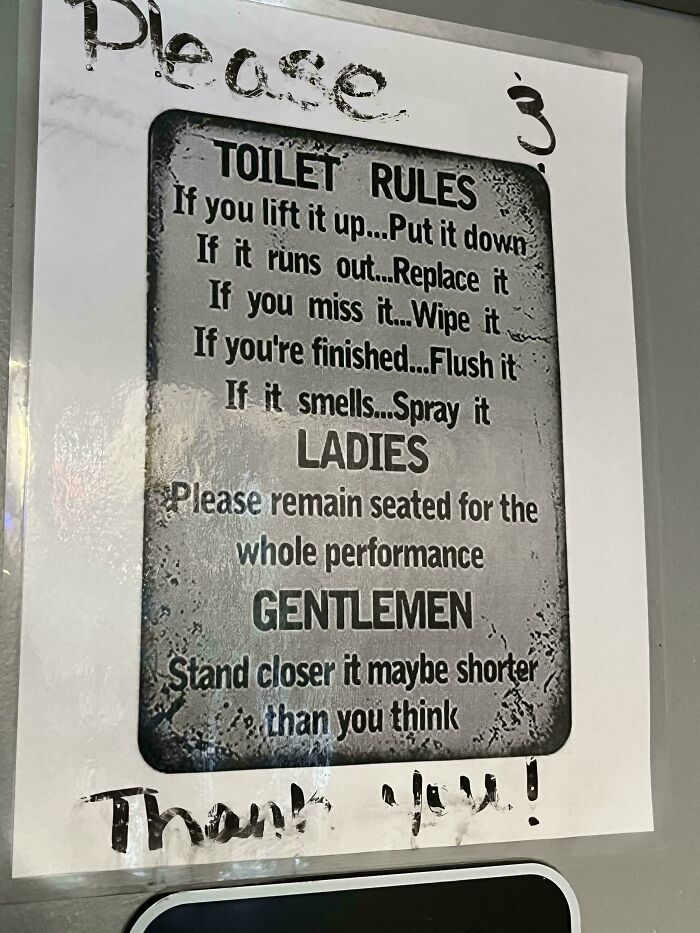 Please &
TOILET RULES
If you lift it up...Put it down
If it runs out...Replace it
If you miss it...Wipe it
If you're finished...Flush it
If it smells...Spray it
LADIES
Please remain seated for the
whole performance
GENTLEMEN
Stand closer it maybe shorter
than you think
Thank You!